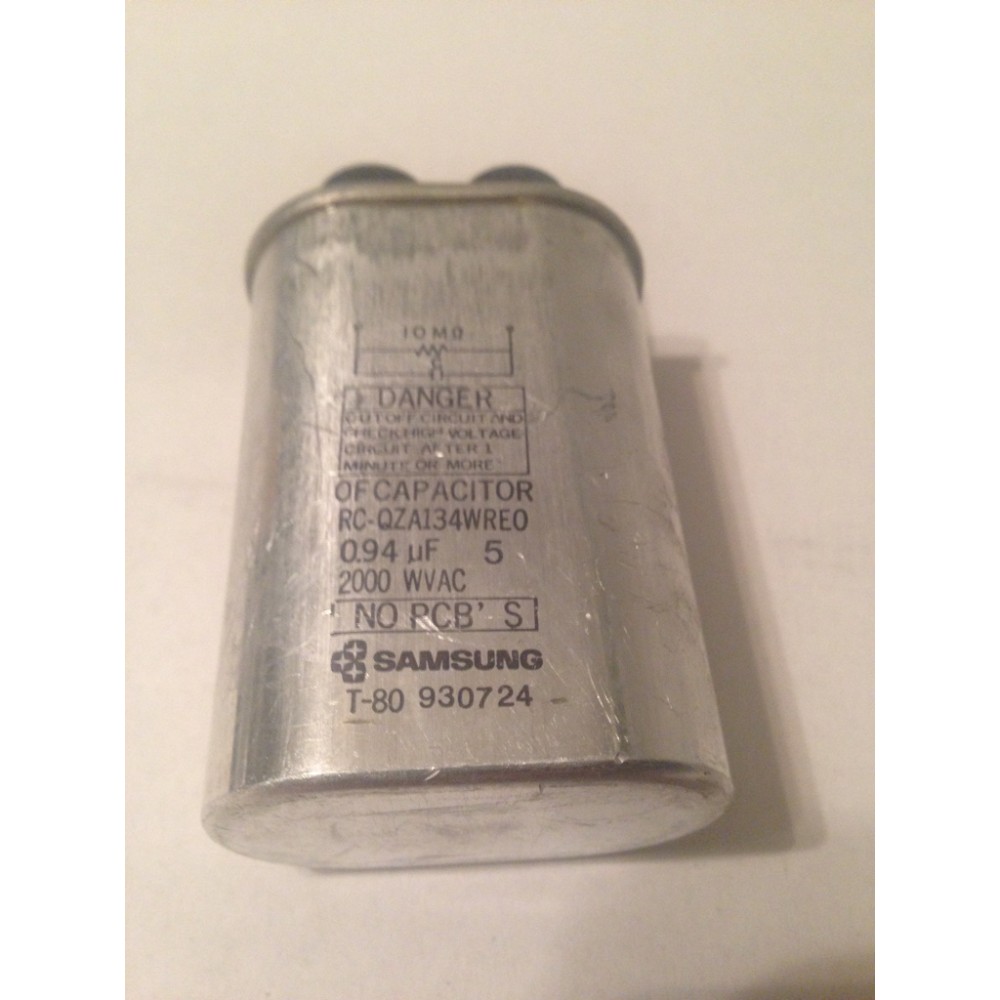 10MΩ
DANGER
CUT OFF CIRCUIT AND
CHECK HIGH VOLTAGE
CIRCUIT AFTER 1
MINUTE OR MORE
OF CAPACITOR
RC-QZA134WREO
0.94 µF 5
2000 WVAC
NO PCB' S
SAMSUNG
T-80 930724